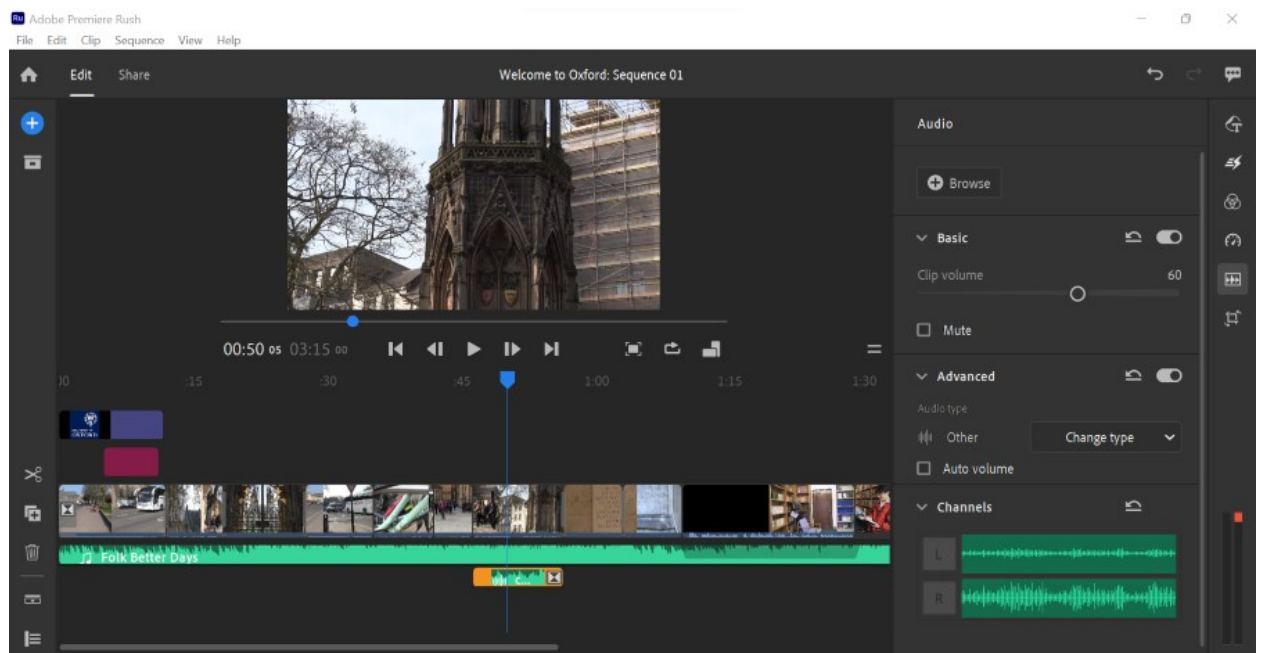 Ru Adobe Premiere Rush
File Edit Clip Sequence View Help
Edit Share Welcome to Oxford: Sequence 01
Audio
Browse
Basic
Clip volume 60
Mute
00:50 05 03:15 00
:15 :30 :45 1:00 1:15 1:30
Advanced
Audio type
Other Change type
Auto volume
Channels
Folk Better Days
C...
L
R